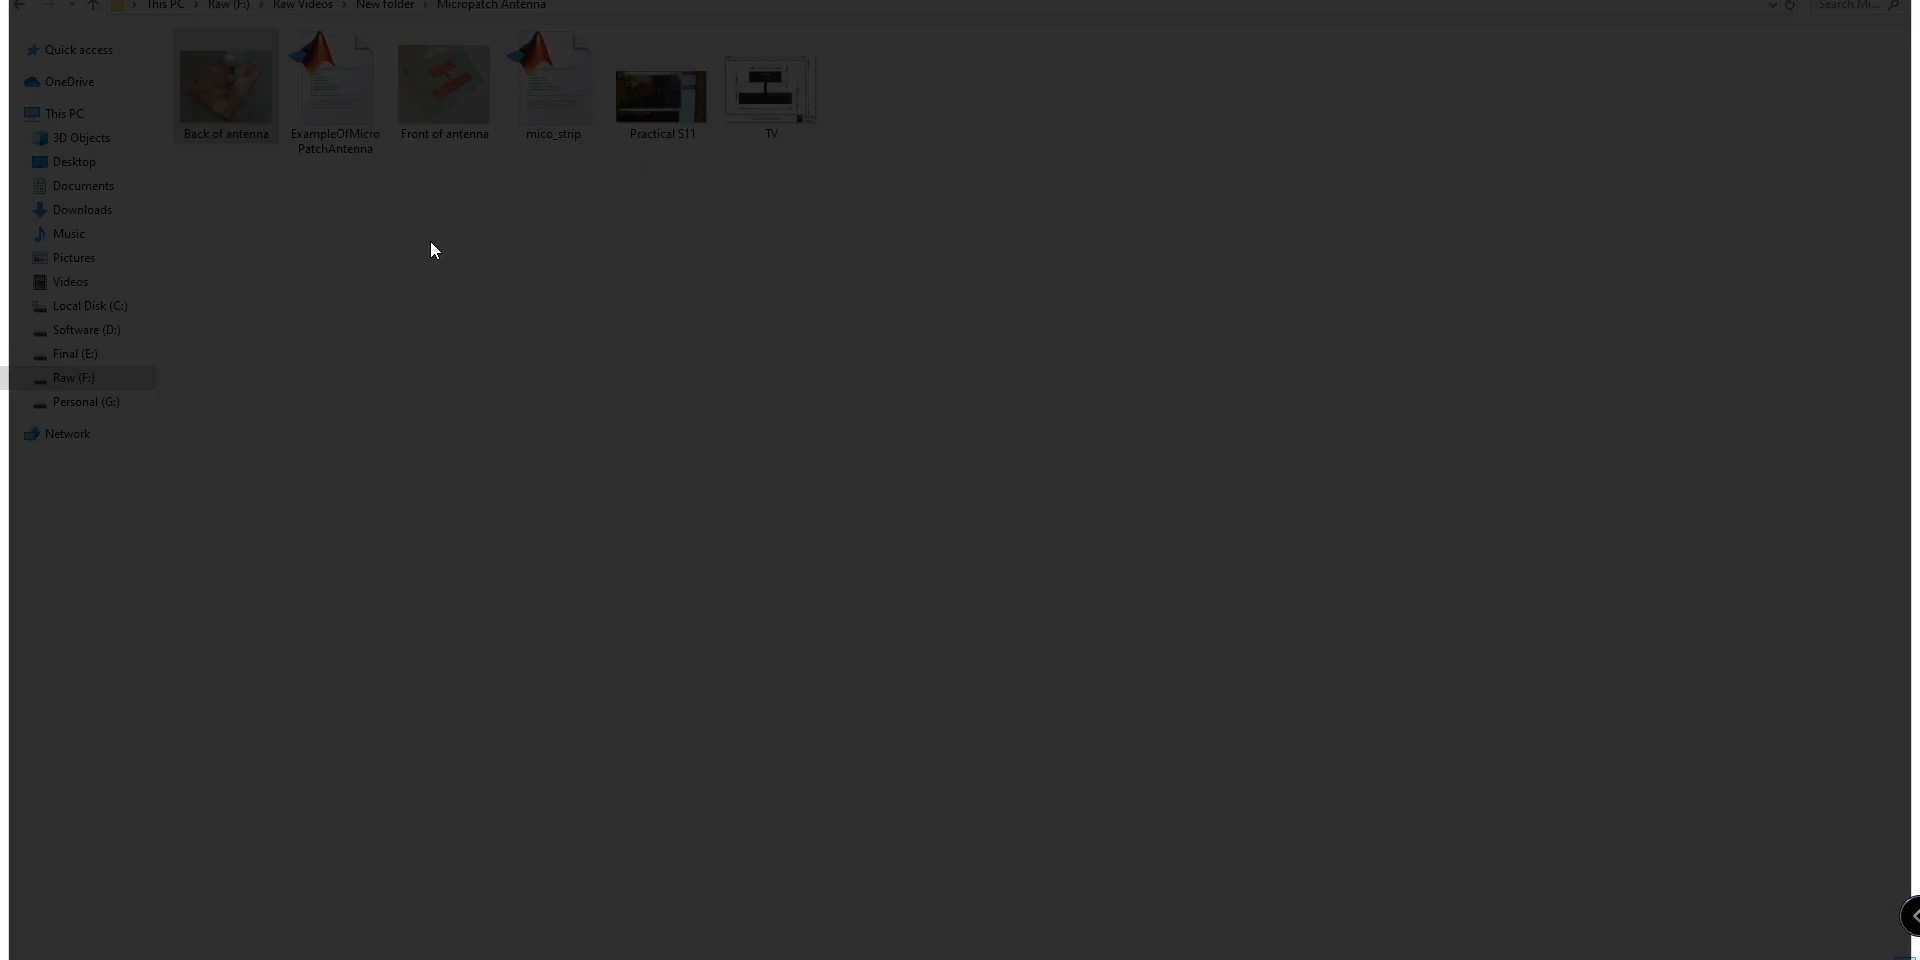 This PC > Raw (F:) > Raw Videos > New folder > Micropatch Antenna
Search Mi...
Quick access
OneDrive
This PC
3D Objects
Desktop
Documents
Downloads
Music
Pictures
Videos
Local Disk (C:)
Software (D:)
Final (E:)
Raw (F:)
Personal (G:)
Network
Back of antenna
ExampleOfMicro
PatchAntenna
Front of antenna
mico_strip
Practical S11
TV